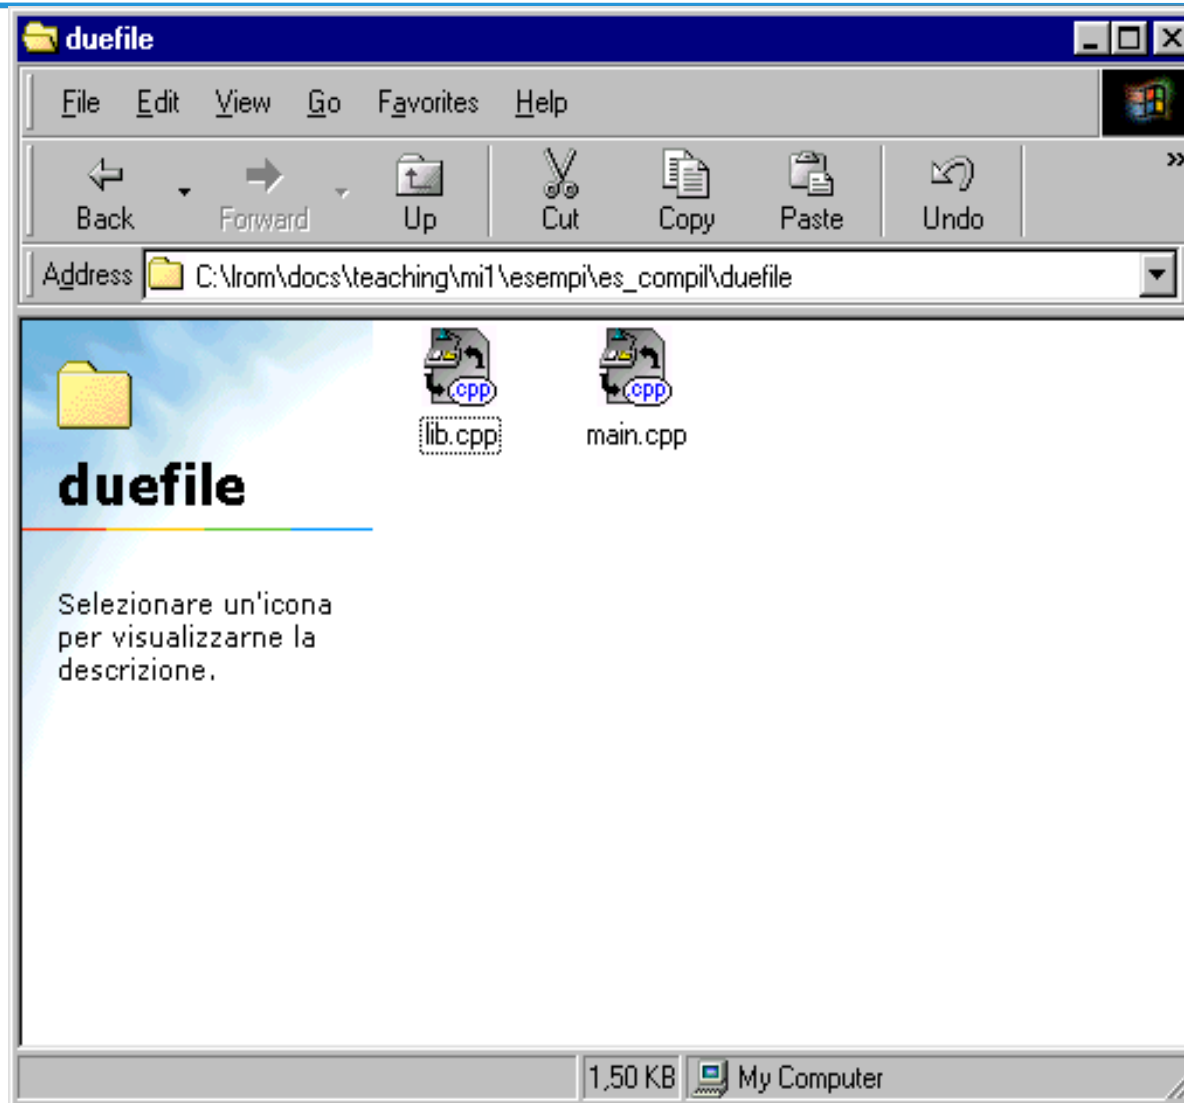 duefile
File Edit View Go Favorites Help
Back Forward Up Cut Copy Paste Undo »
Address C:\lrom\docs\teaching\mi1\esempi\es_compil\duefile
.cpp .cpp
lib.cpp main.cpp
duefile
Selezionare un'icona
per visualizzarne la
descrizione.
1,50 KB My Computer